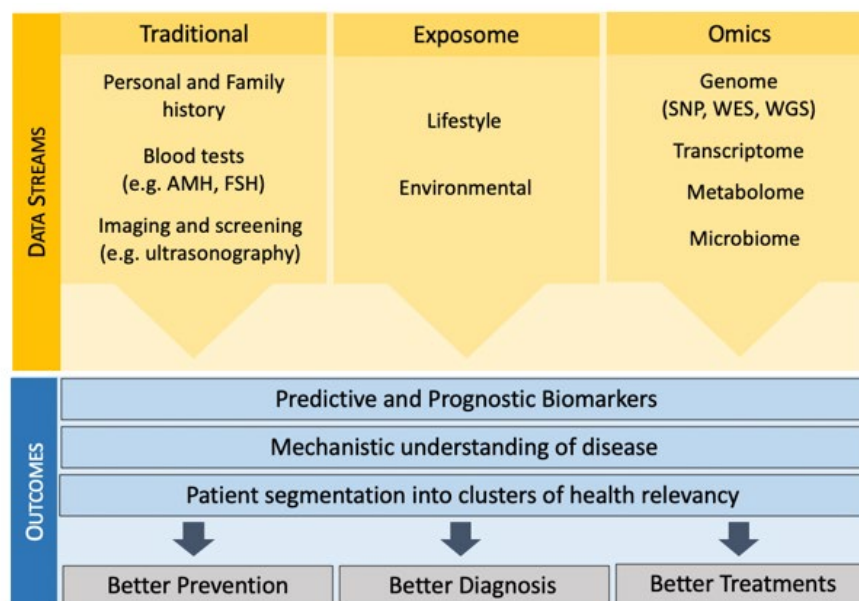 DATA STREAMS
Traditional
Personal and Family
history
Blood tests
(e.g. AMH, FSH)
Imaging and screening
(e.g. ultrasonography)
Exposome
Lifestyle
Environmental
Omics
Genome
(SNP, WES, WGS)
Transcriptome
Metabolome
Microbiome
OUTCOMES
Predictive and Prognostic Biomarkers
Mechanistic understanding of disease
Patient segmentation into clusters of health relevancy
Better Prevention
Better Diagnosis
Better Treatments